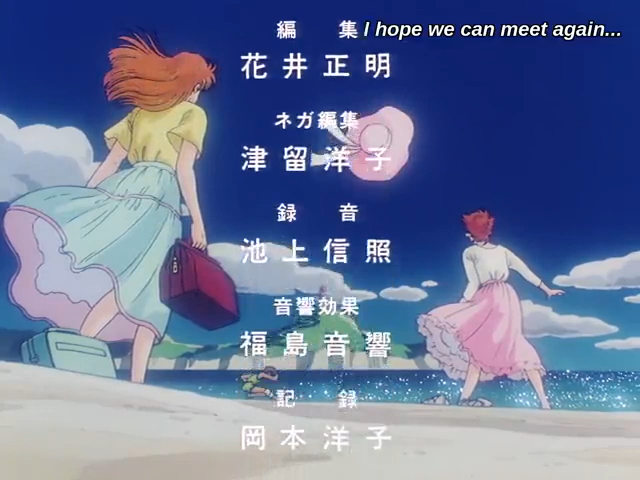 編 集
I hope we can meet again...
花井正明
ネガ編集
津留洋子
録 音
池上信照
音響効果
福島音響
記 録
岡本洋子